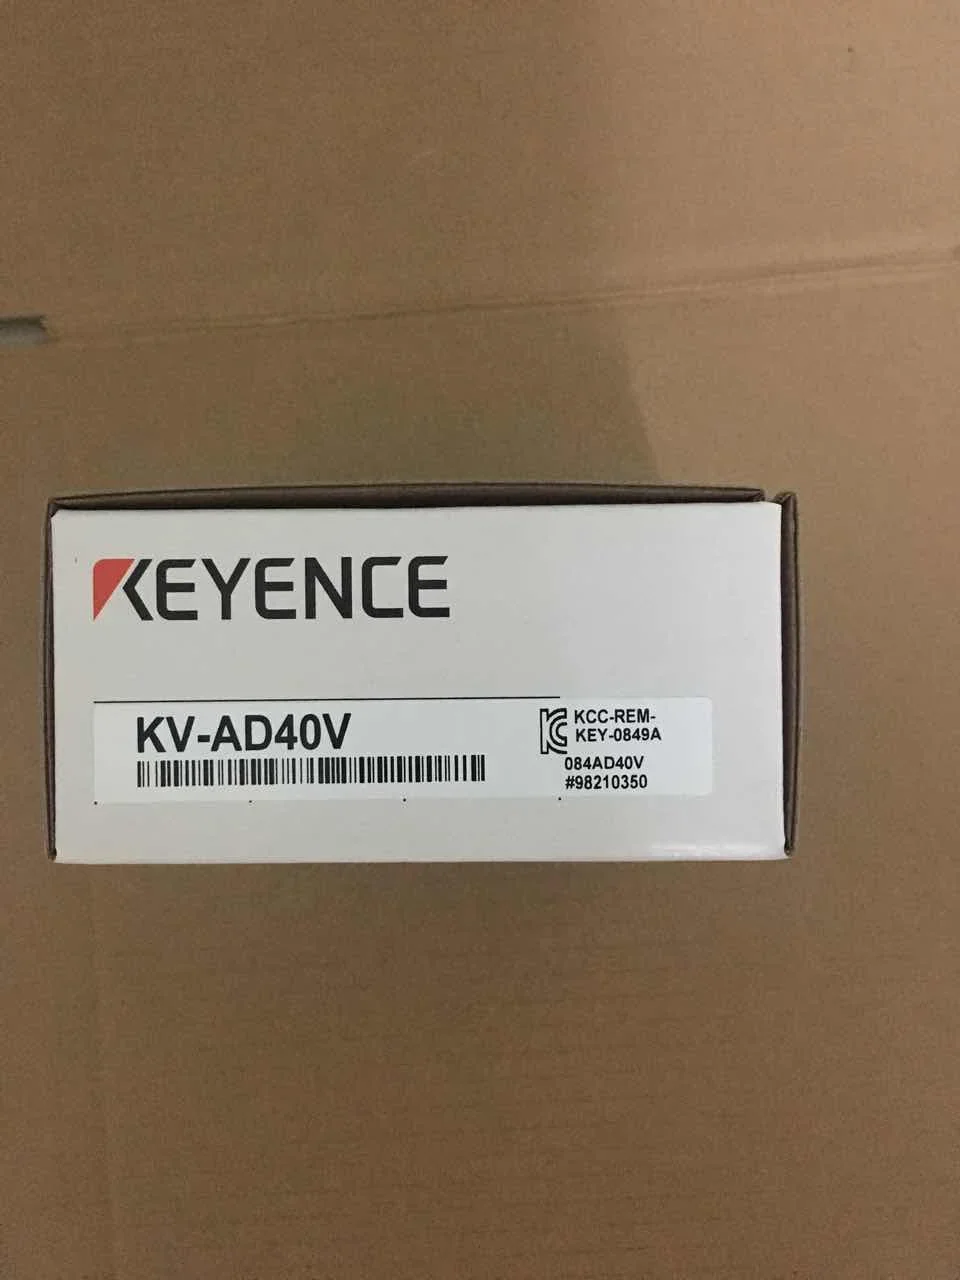 KEYENCE
KV-AD40V
KCC-REM-
KEY-0849A
084AD40V
#98210350